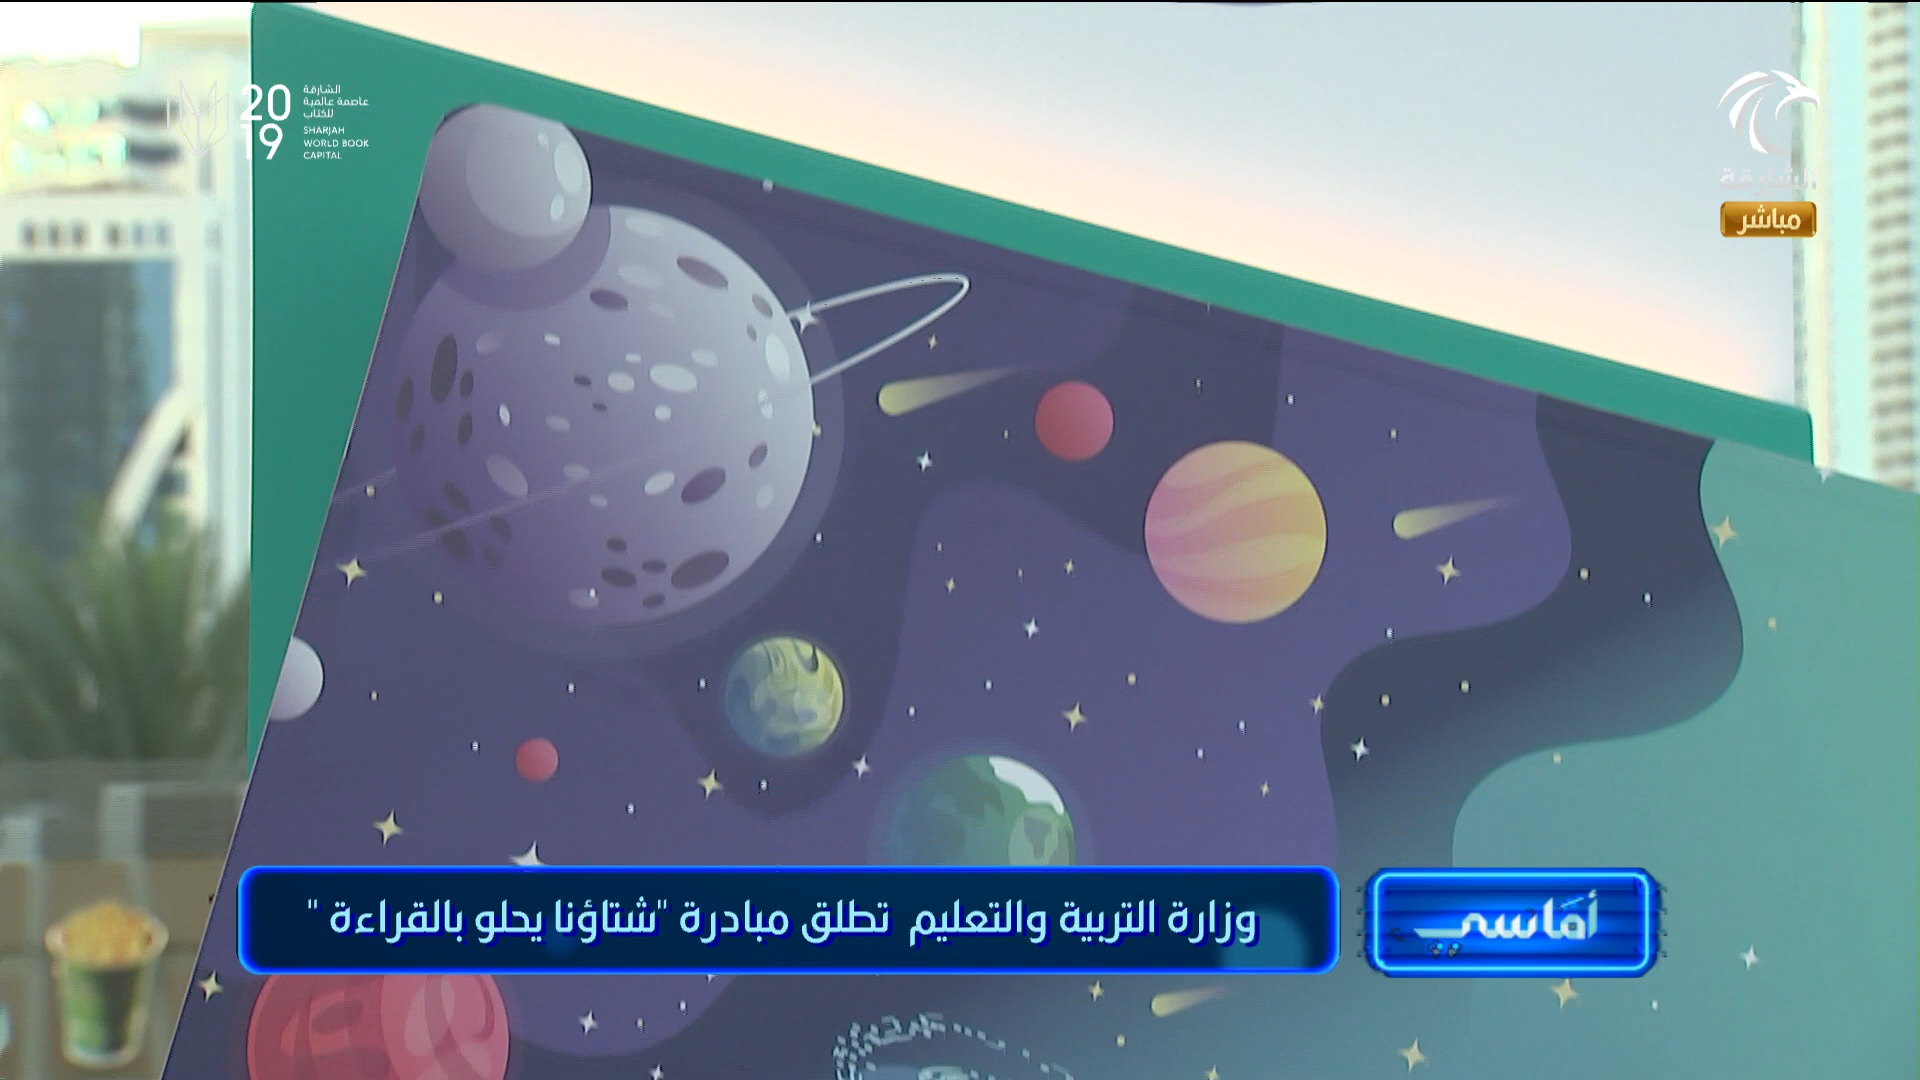 2019
الشارقة
عاصمة عالمية
للكتاب
SHARJAH
WORLD BOOK
CAPITAL
الشارقة
مباشر
أماسي
وزارة التربية والتعليم تطلق مبادرة "شتاؤنا يحلو بالقراءة "